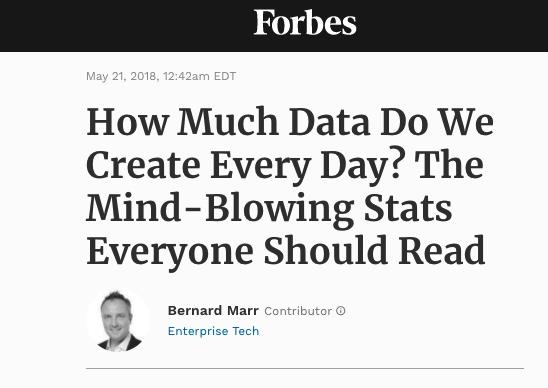 Forbes
May 21, 2018, 12:42am EDT
How Much Data Do We
Create Every Day? The
Mind-Blowing Stats
Everyone Should Read
Bernard Marr Contributor
Enterprise Tech